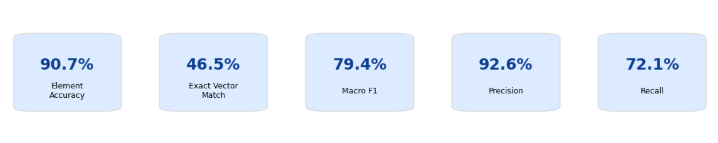 90.7%
Element
Accuracy
46.5%
Exact Vector
Match
79.4%
Macro F1
92.6%
Precision
72.1%
Recall